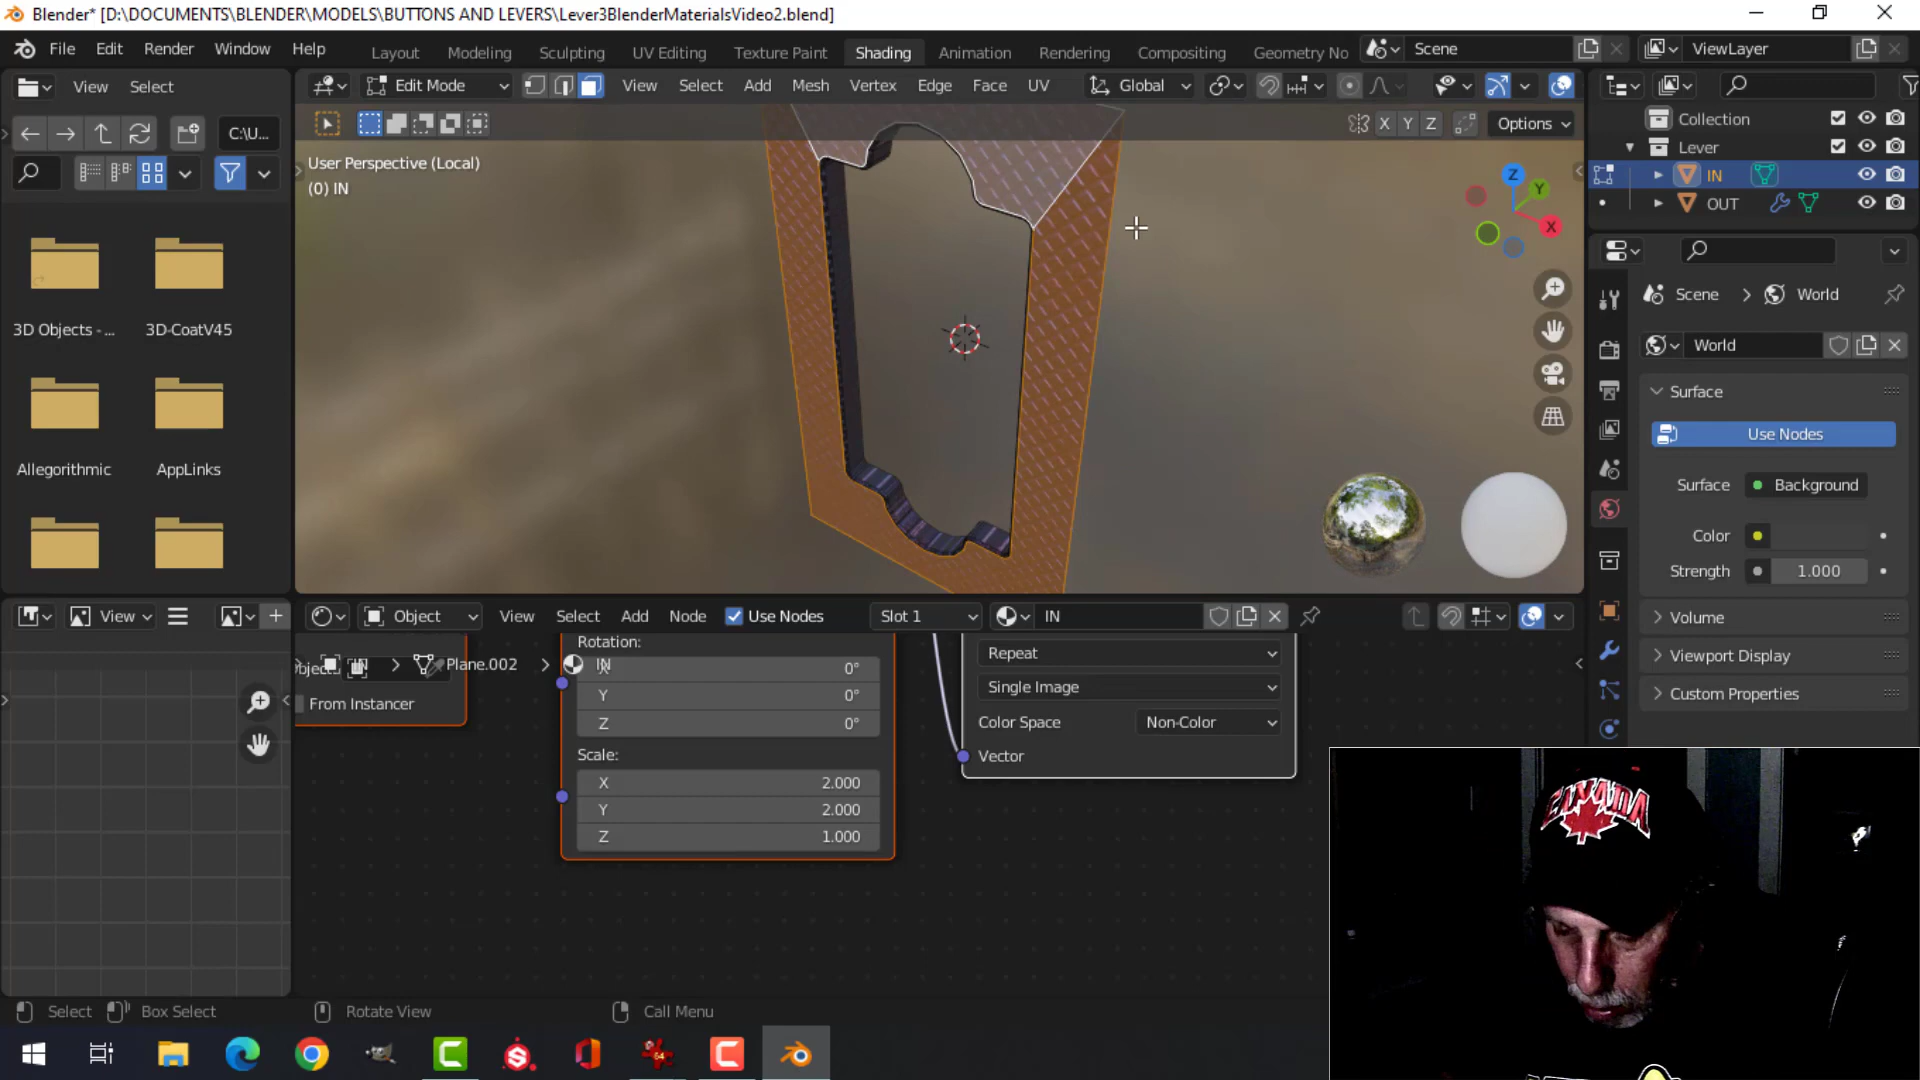 Blender* [D:\DOCUMENTS\BLENDER\MODELS\BUTTONS AND LEVERS\Lever3BlenderMaterialsVideo2.blend]
File Edit Render Window Help Layout Modeling Sculpting UV Editing Texture Paint Shading Animation Rendering Compositing Geometry No Scene ViewLayer
View Select Edit Mode View Select Add Mesh Vertex Edge Face UV Global
C:\U... X Y Z Options
User Perspective (Local)
(0) IN
Z Y X
3D Objects - ... 3D-CoatV45
Allegorithmic AppLinks
Collection
Lever
IN
OUT
Scene > World
World
Surface
Use Nodes
Surface Background
Color
Strength 1.000
Volume
Viewport Display
Custom Properties
View Object View Select Add Node Use Nodes Slot 1 IN
Plane.002 > IN
From Instancer
Rotation:
X 0°
Y 0°
Z 0°
Scale:
X 2.000
Y 2.000
Z 1.000
Repeat
Single Image
Color Space Non-Color
Vector
CANADA
Select Box Select Rotate View Call Menu